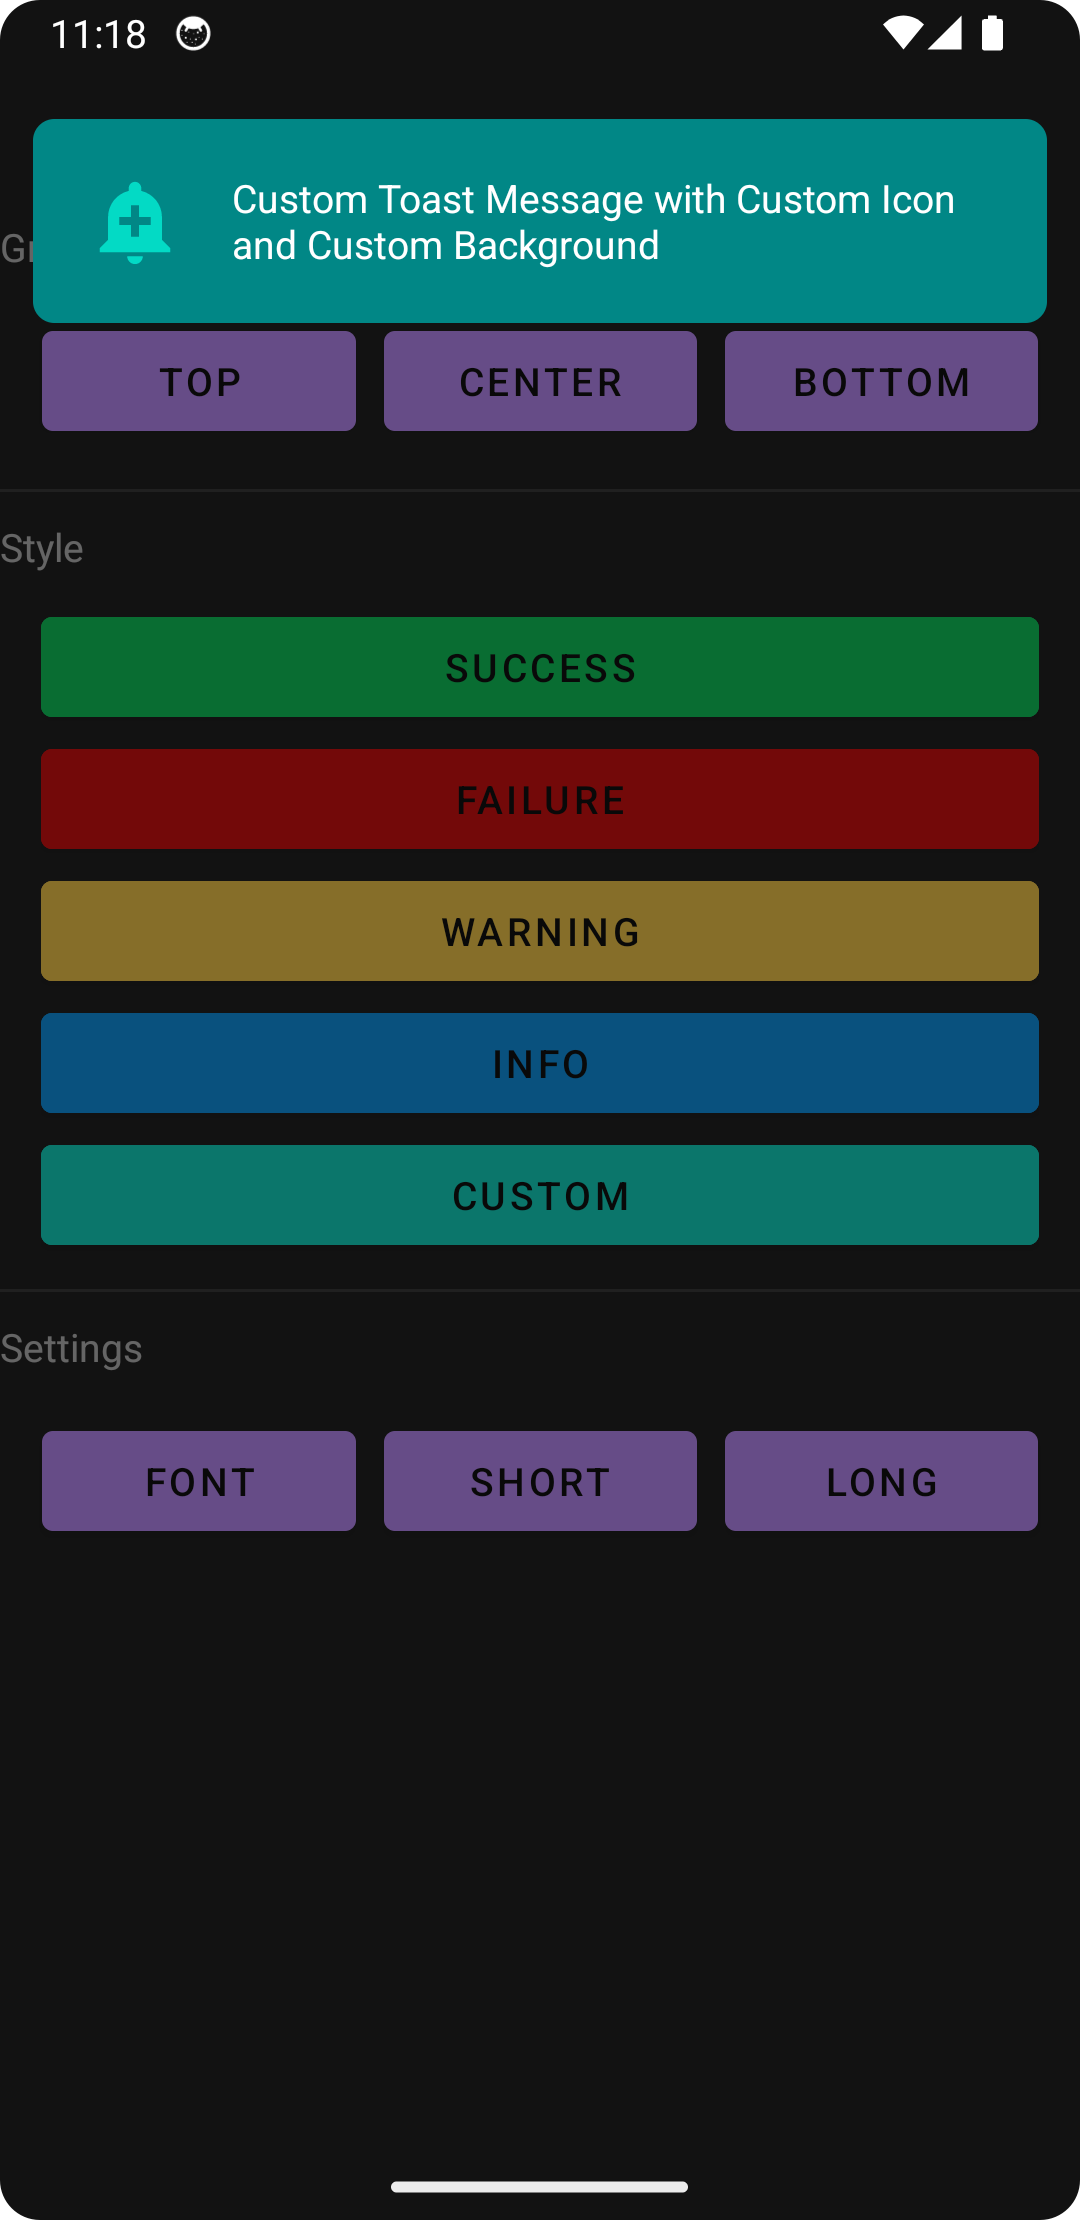 11:18
Custom Toast Message with Custom Icon
and Custom Background
TOP CENTER BOTTOM
Style
SUCCESS
FAILURE
WARNING
INFO
CUSTOM
Settings
FONT SHORT LONG